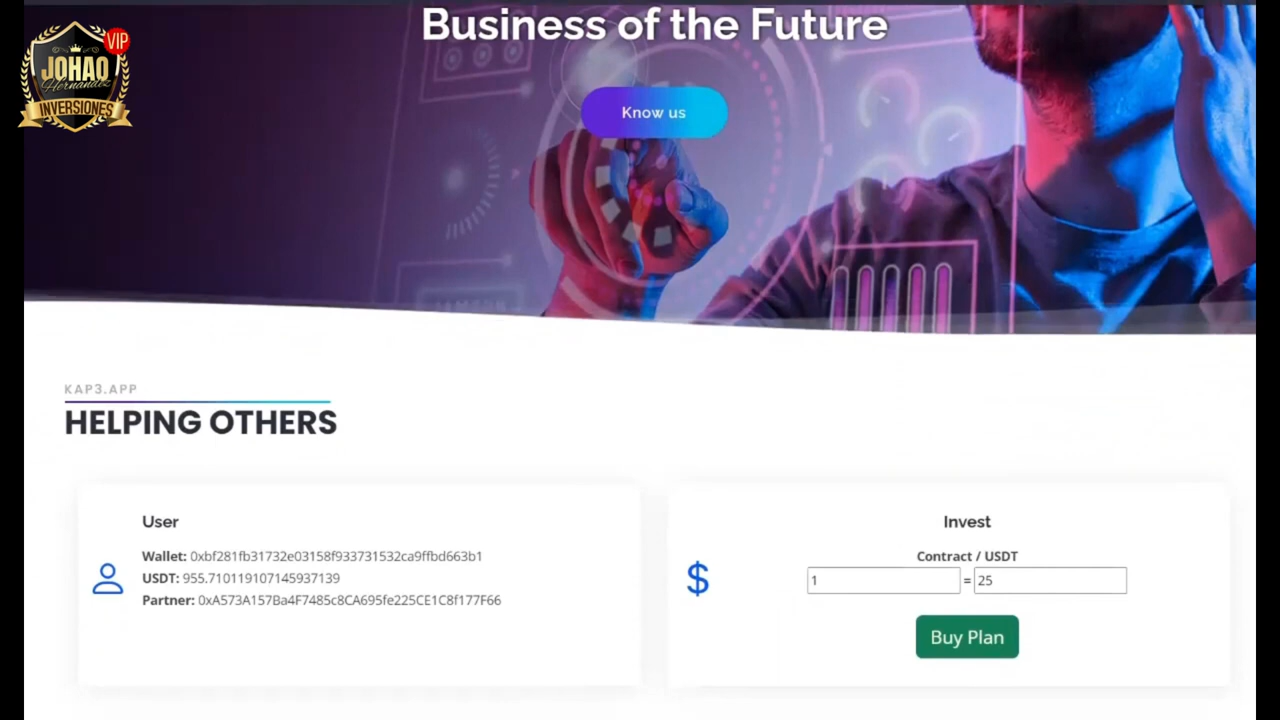 Business of the Future
VIP
JOHAO
Hernandez
INVERSIONES
Know us
KAP3.APP
HELPING OTHERS
User
Wallet: 0xbf281fb31732e03158f933731532ca9ffbd663b1
USDT: 955.710119107145937139
Partner: 0xA573A157Ba4F7485c8CA695fe225CE1C8f177F66
Invest
Contract / USDT
1 = 25
Buy Plan